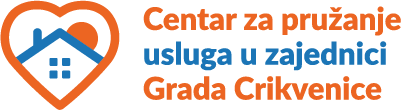 Centar za pružanje
usluga u zajednici
Grada Crikvenice